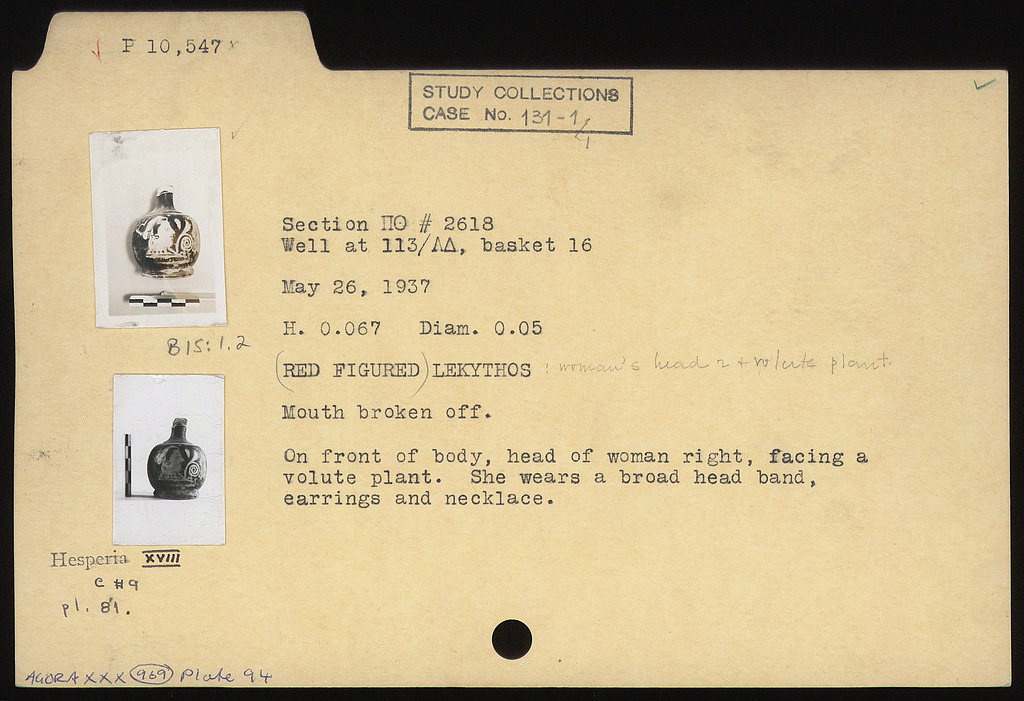 P 10,547 x
STUDY COLLECTIONS
CASE No. 131-1/4
Section ΠΘ # 2618
Well at 113/ΛΔ, basket 16
May 26, 1937
H. 0.067 Diam. 0.05
B15:1.2
(RED FIGURED) LEKYTHOS : woman's head r + volute plant.
Mouth broken off.
On front of body, head of woman right, facing a
volute plant. She wears a broad head band,
earrings and necklace.
Hesperia XVIII
C #9
pl. 81.
AGORA XXX 969 Plate 94